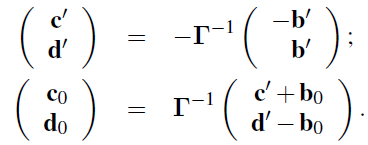 ( c′ d′ ) = −Γ⁻¹ ( −b′ b′ ) ;
( c₀ d₀ ) = Γ⁻¹ ( c′ + b₀ d′ − b₀ ) .